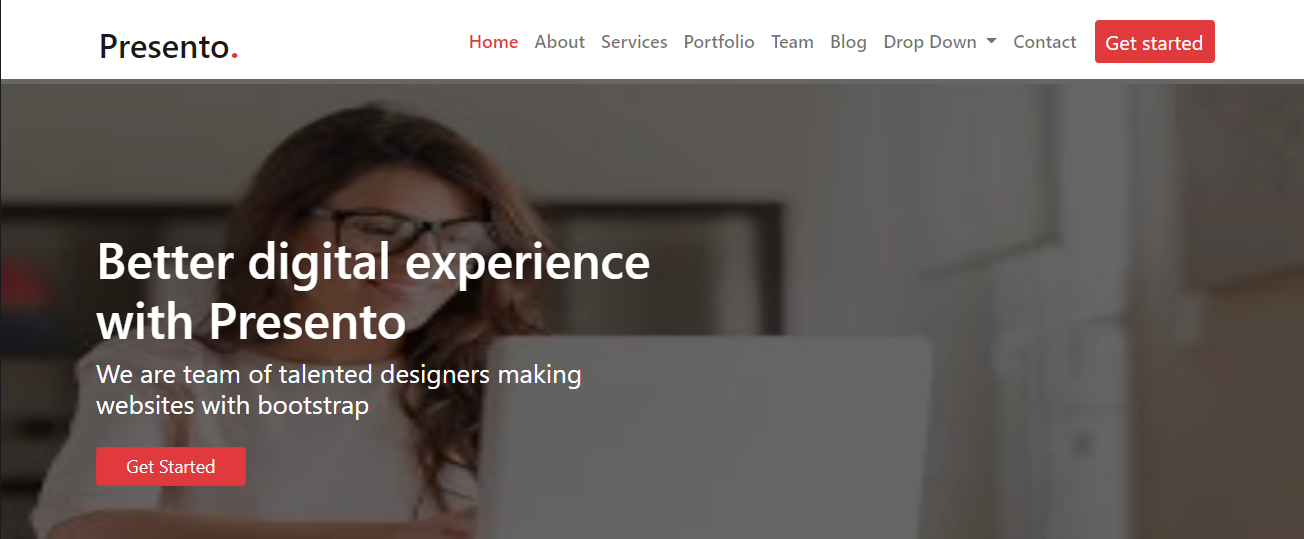 Presento.
Home About Services Portfolio Team Blog Drop Down Contact Get started
Better digital experience
with Presento
We are team of talented designers making
websites with bootstrap
Get Started